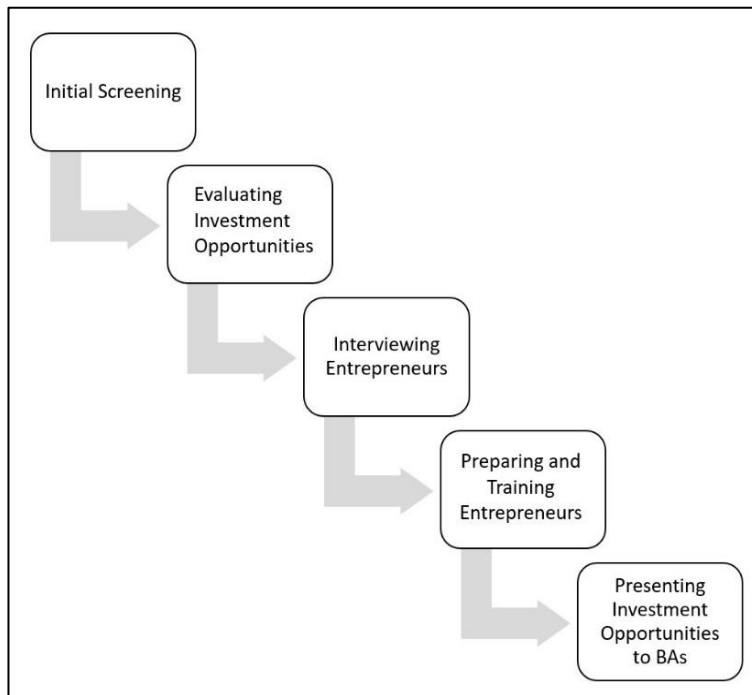 Initial Screening
Evaluating
Investment
Opportunities
Interviewing
Entrepreneurs
Preparing and
Training
Entrepreneurs
Presenting
Investment
Opportunities
to BAs